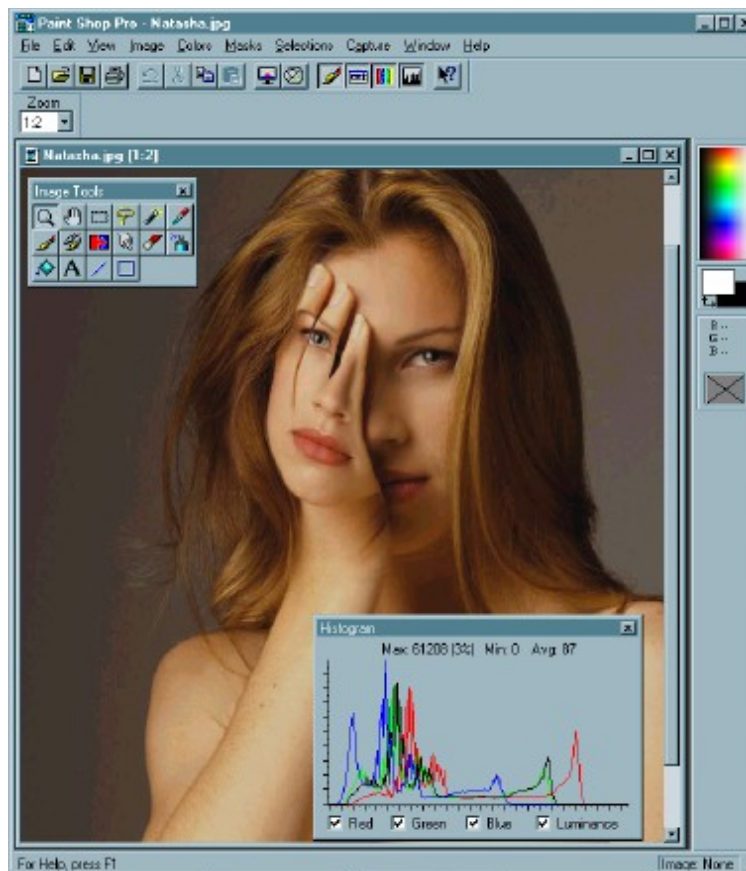 Paint Shop Pro - Natasha.jpg
File Edit View Image Colors Masks Selections Capture Window Help
Zoom
1:2
Natasha.jpg [1:2]
Image Tools
A
R --
G --
B --
Histogram
Max: 61208 (3%) Min: 0 Avg: 87
Red Green Blue Luminance
For Help, press F1
Image: None